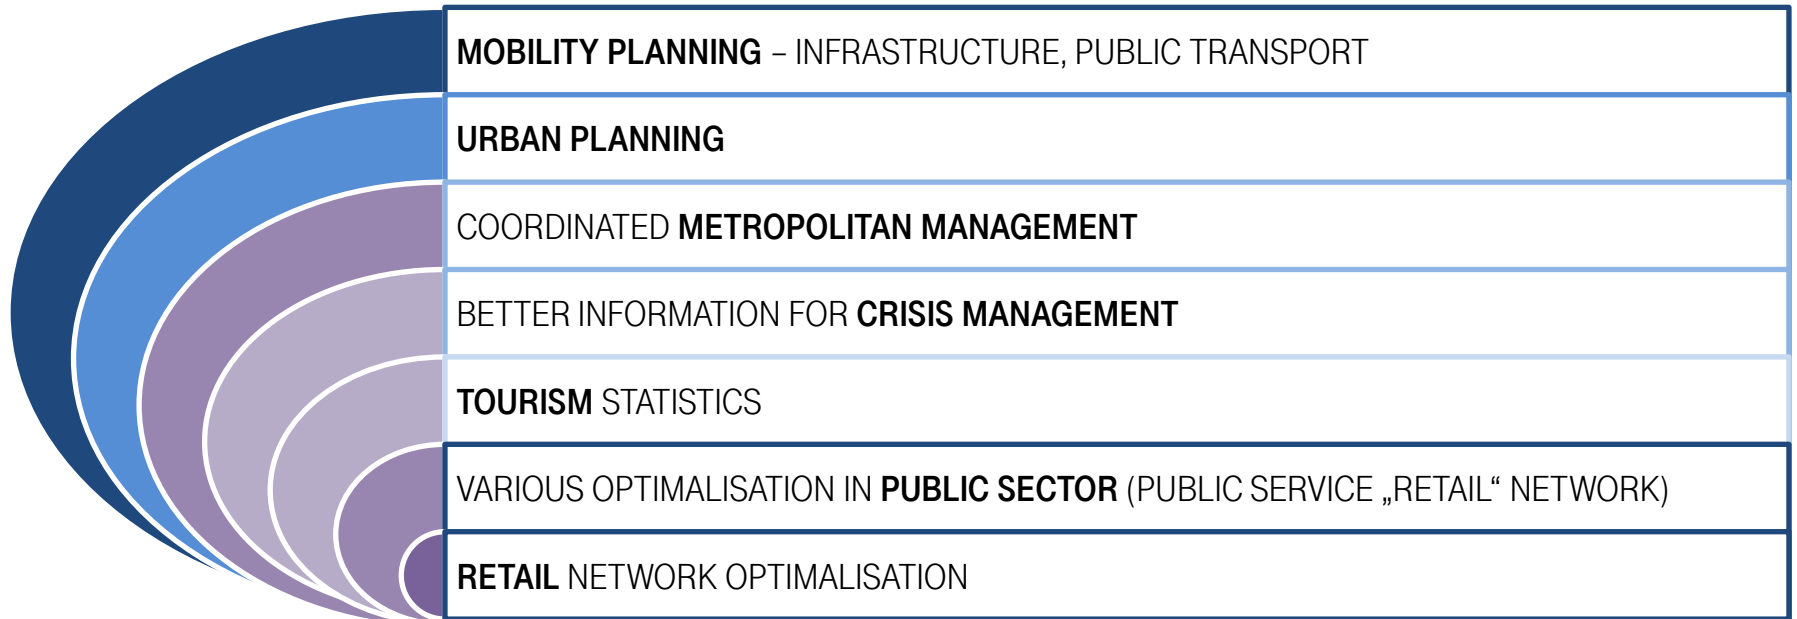 MOBILITY PLANNING – INFRASTRUCTURE, PUBLIC TRANSPORT
URBAN PLANNING
COORDINATED METROPOLITAN MANAGEMENT
BETTER INFORMATION FOR CRISIS MANAGEMENT
TOURISM STATISTICS
VARIOUS OPTIMALISATION IN PUBLIC SECTOR (PUBLIC SERVICE „RETAIL“ NETWORK)
RETAIL NETWORK OPTIMALISATION